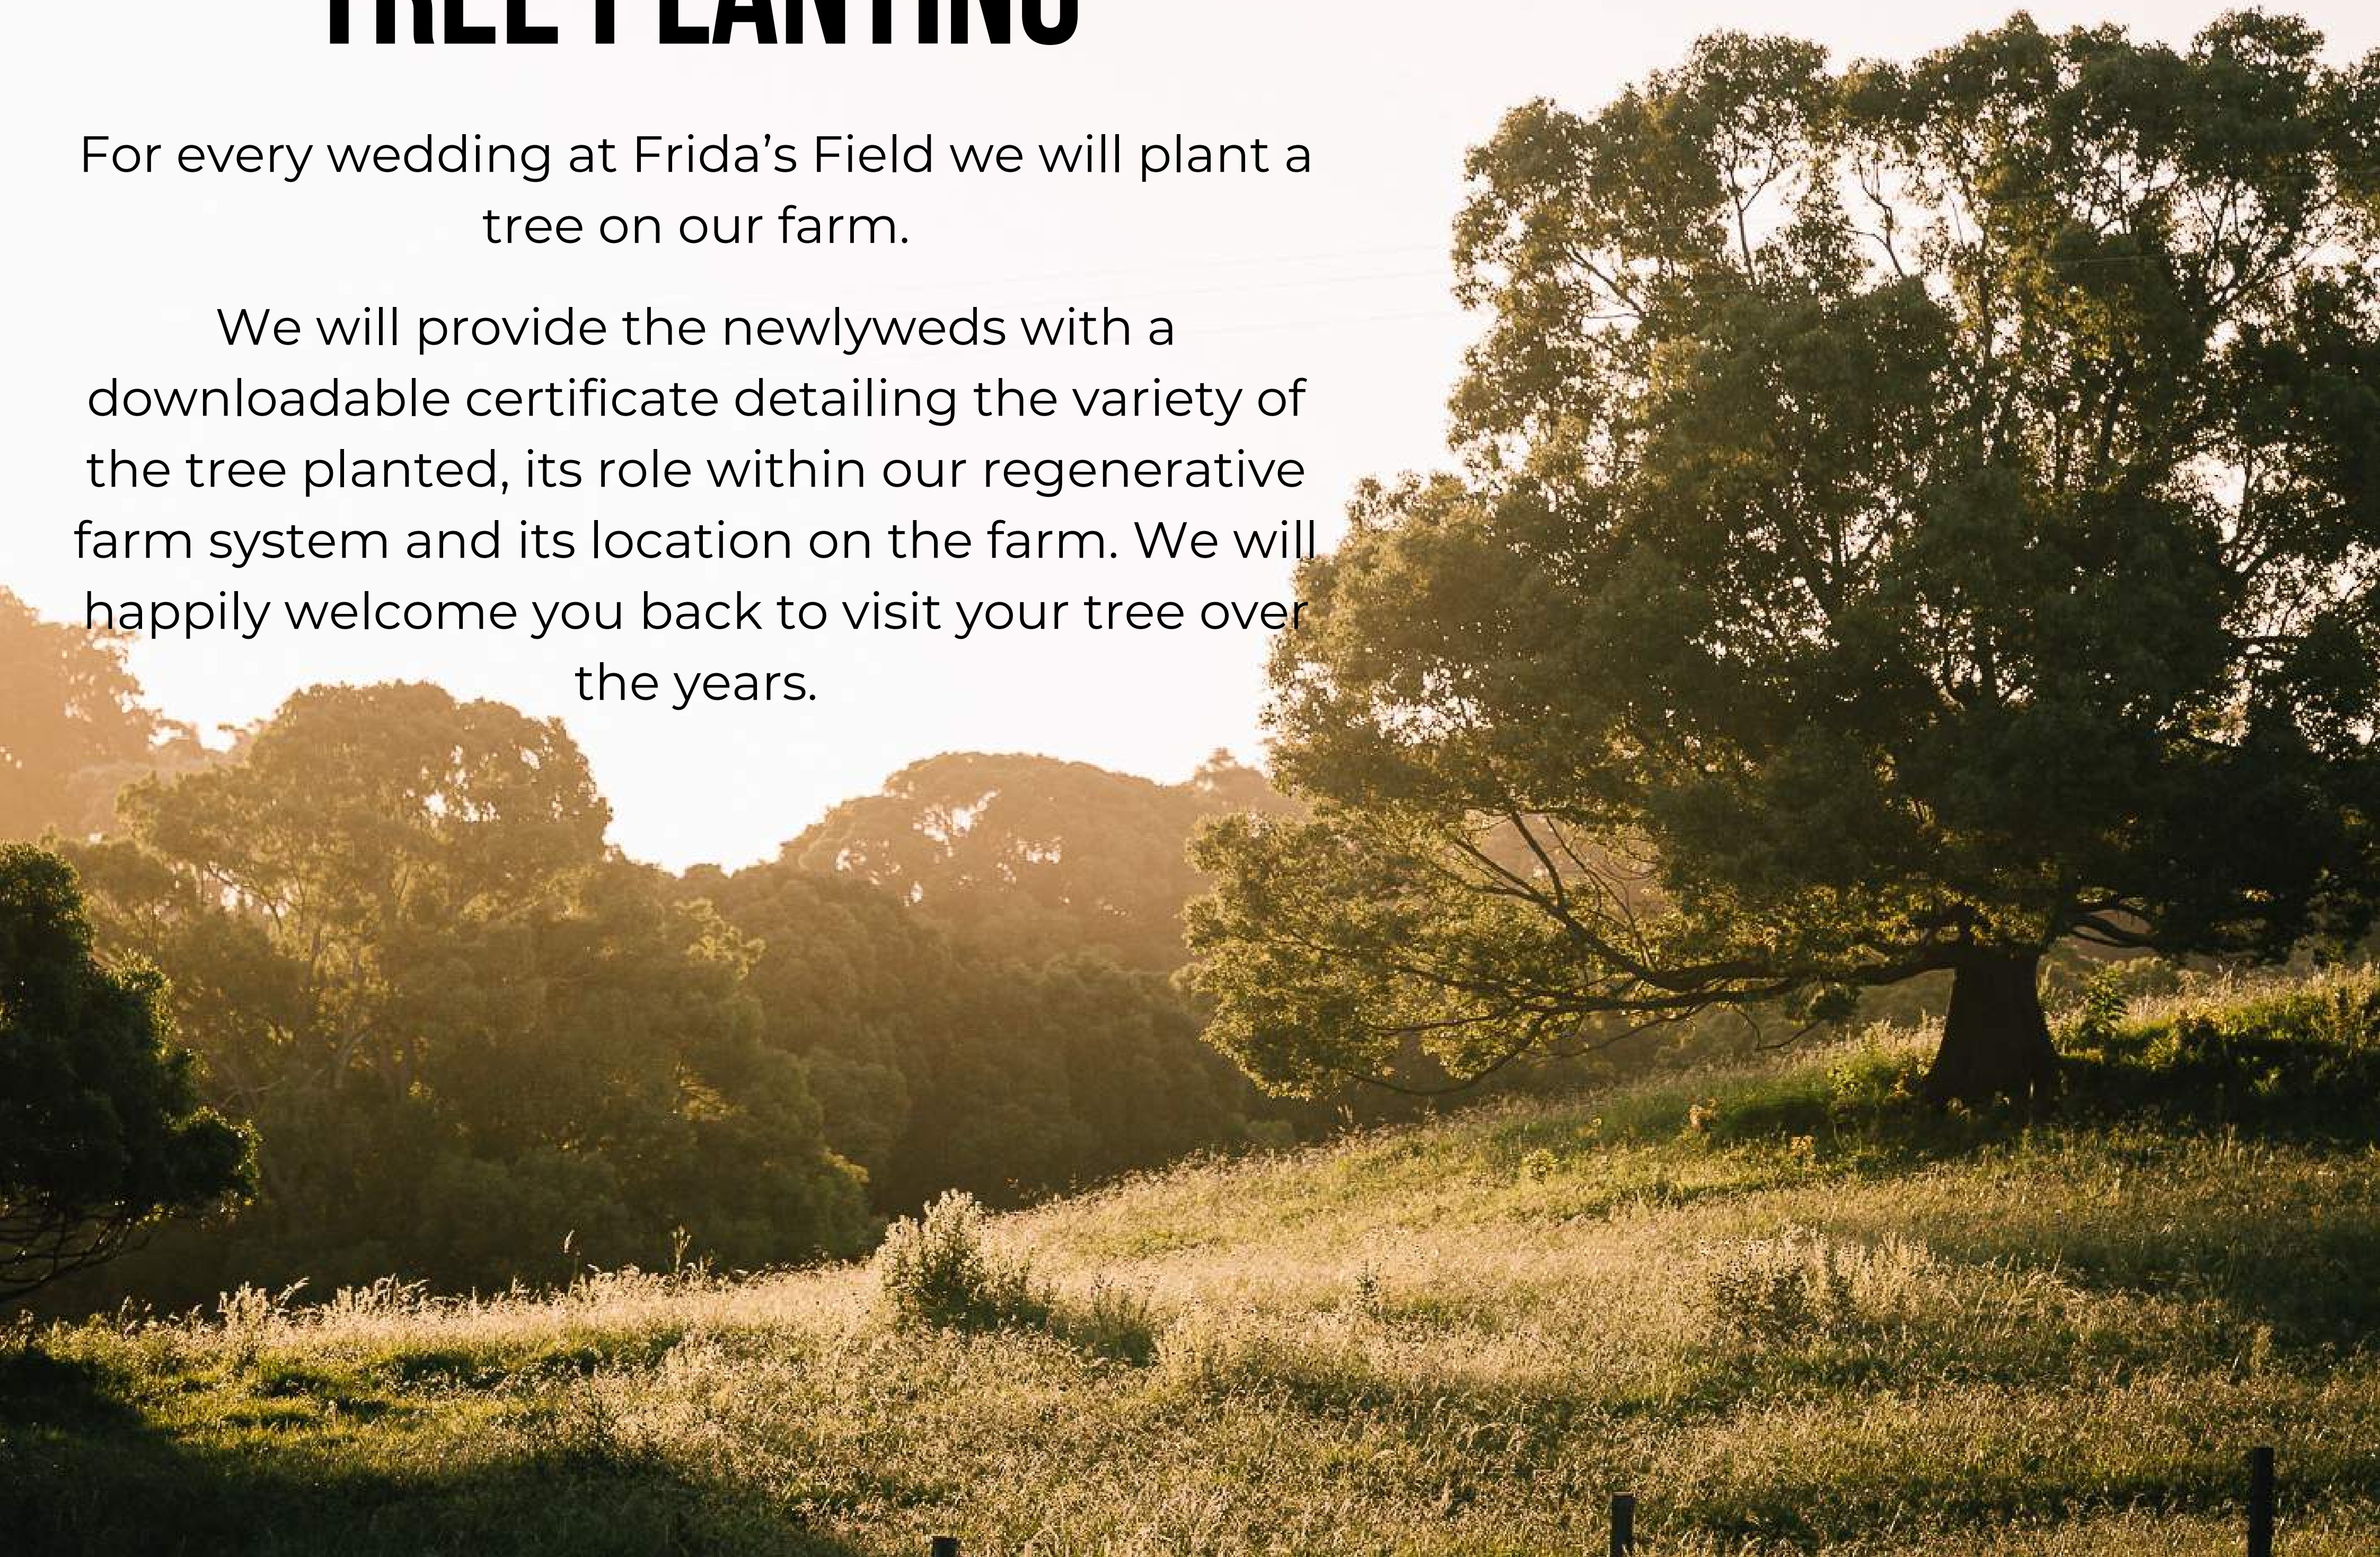 TREE PLANTING
For every wedding at Frida’s Field we will plant a
tree on our farm.
We will provide the newlyweds with a
downloadable certificate detailing the variety of
the tree planted, its role within our regenerative
farm system and its location on the farm. We will
happily welcome you back to visit your tree over
the years.